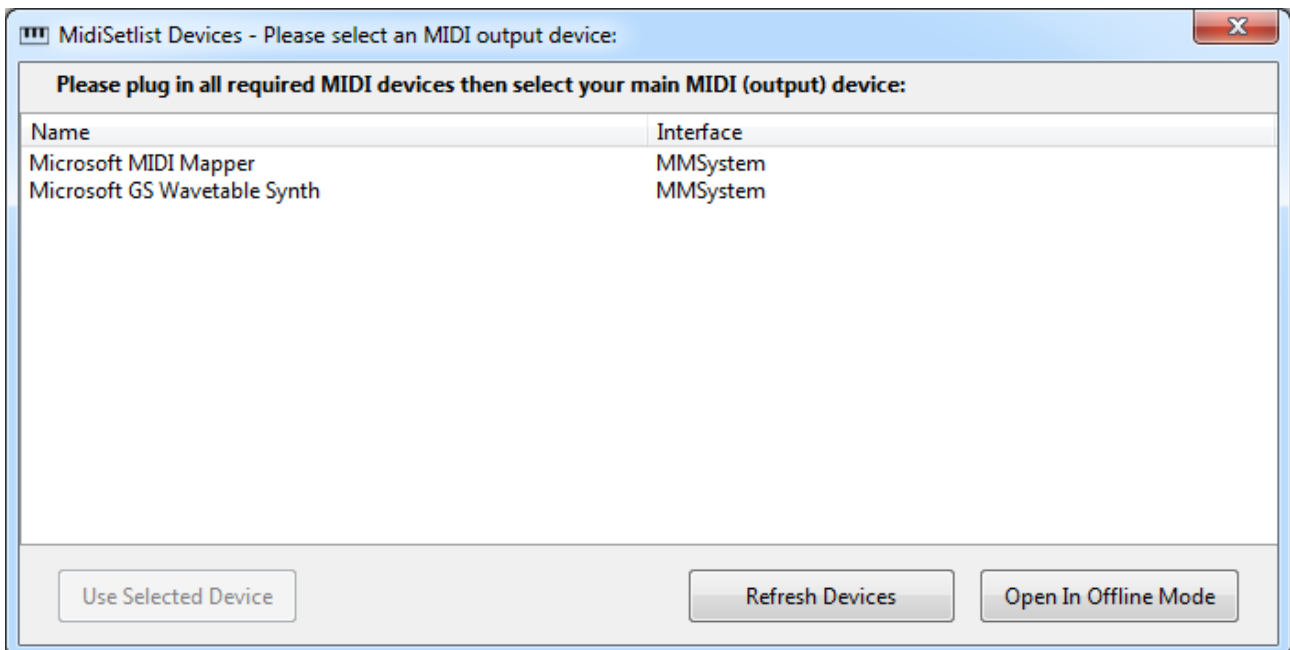 MidiSetlist Devices - Please select an MIDI output device:
Please plug in all required MIDI devices then select your main MIDI (output) device:
Name Interface
Microsoft MIDI Mapper MMSystem
Microsoft GS Wavetable Synth MMSystem
Use Selected Device Refresh Devices Open In Offline Mode